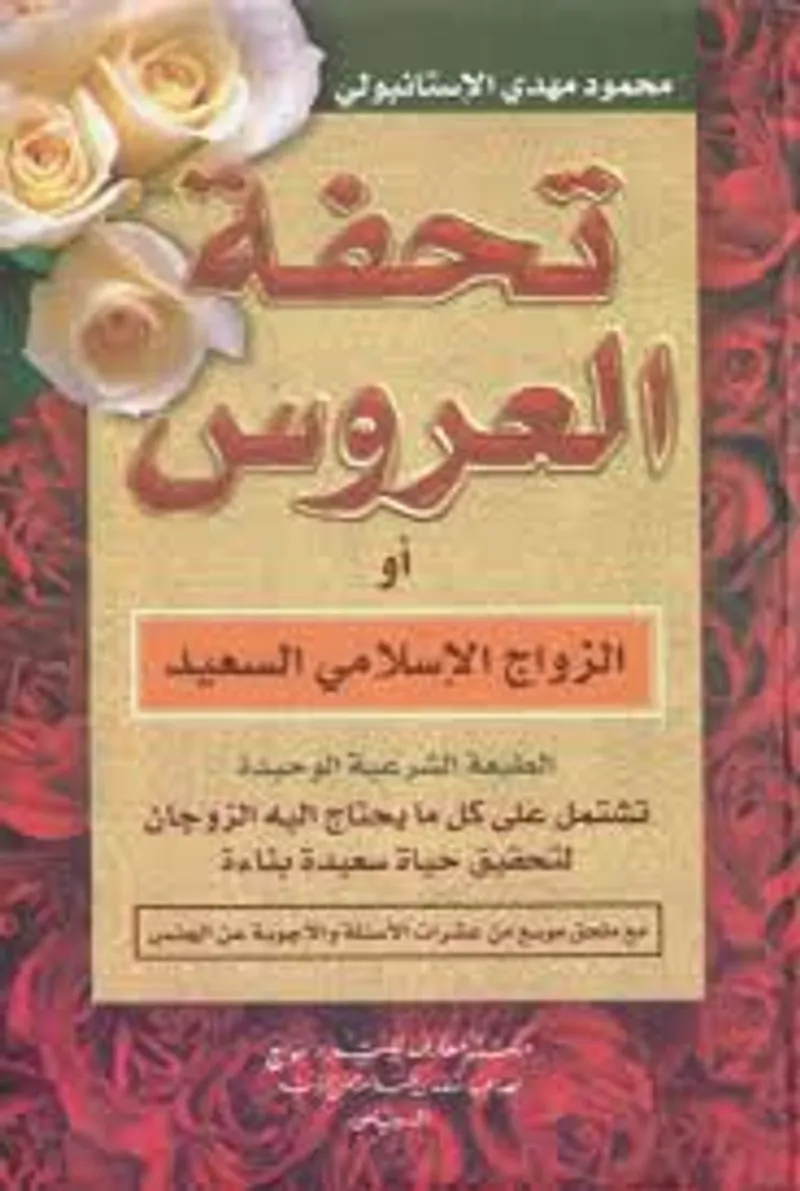 محمود مهدي الإستانبولي
تحفة
العروس
أو
الزواج الإسلامي السعيد
الطبعة الشرعية الوحيدة
تشتمل على كل ما يحتاج اليه الزوجان
لتحقيق حياة سعيدة بناءة
مع ملحق موسع من عشرات الأسئلة والأجوبة عن الجنس